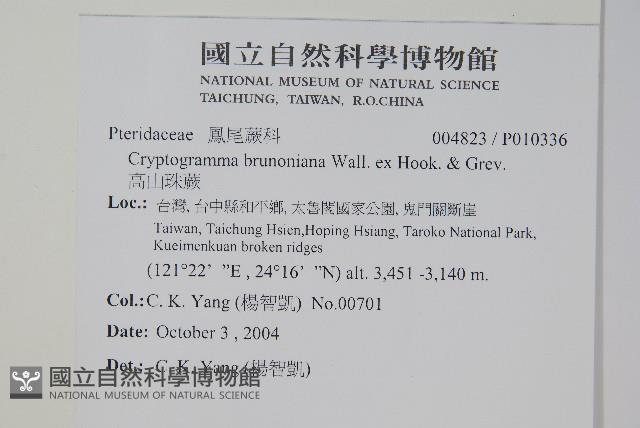 國立自然科學博物館
NATIONAL MUSEUM OF NATURAL SCIENCE
TAICHUNG, TAIWAN, R.O.CHINA
Pteridaceae 鳳尾蕨科 004823 / P010336
Cryptogramma brunoniana Wall. ex Hook. & Grev.
高山珠蕨
Loc.: 台灣, 台中縣和平鄉, 太魯閣國家公園, 鬼門關斷崖
Taiwan, Taichung Hsien,Hoping Hsiang, Taroko National Park,
Kueimenkuan broken ridges
(121°22’ ”E , 24°16’ ”N) alt. 3,451 -3,140 m.
Col.: C. K. Yang (楊智凱) No.00701
Date: October 3 , 2004
Det.: C. K. Yang (楊智凱)
國立自然科學博物館
NATIONAL MUSEUM OF NATURAL SCIENCE